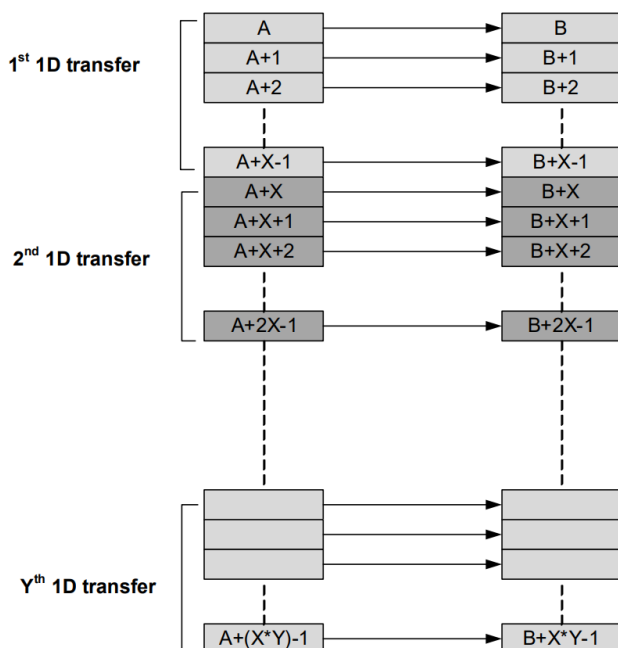 A B
1st 1D transfer
A+1 B+1
A+2 B+2
A+X-1 B+X-1
A+X B+X
A+X+1 B+X+1
2nd 1D transfer
A+X+2 B+X+2
A+2X-1 B+2X-1
Yth 1D transfer
A+(X*Y)-1 B+X*Y-1